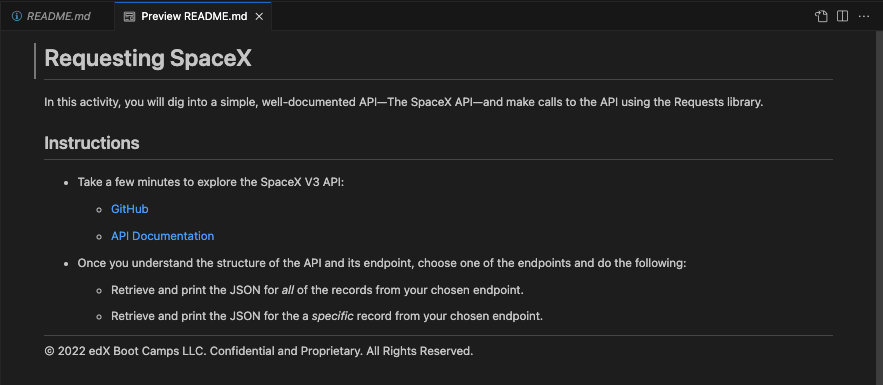 README.md
Preview README.md
Requesting SpaceX
In this activity, you will dig into a simple, well-documented API—The SpaceX API—and make calls to the API using the Requests library.
Instructions
Take a few minutes to explore the SpaceX V3 API:
GitHub
API Documentation
Once you understand the structure of the API and its endpoint, choose one of the endpoints and do the following:
Retrieve and print the JSON for all of the records from your chosen endpoint.
Retrieve and print the JSON for the a specific record from your chosen endpoint.
© 2022 edX Boot Camps LLC. Confidential and Proprietary. All Rights Reserved.